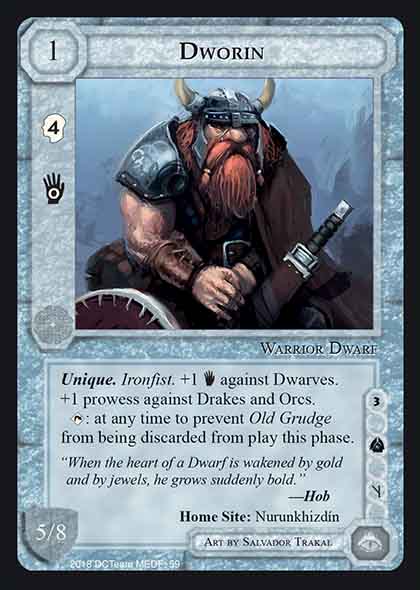 1
Dworin
4
0
Warrior Dwarf
Unique. Ironfist. +1 against Dwarves.
+1 prowess against Drakes and Orcs.
: at any time to prevent Old Grudge
from being discarded from play this phase.
3
“When the heart of a Dwarf is wakened by gold
and by jewels, he grows suddenly bold.”
—Hob
Home Site: Nurunkhizdín
5/8
Art by Salvador Trakal
2018 DCTeam MEDF: 59